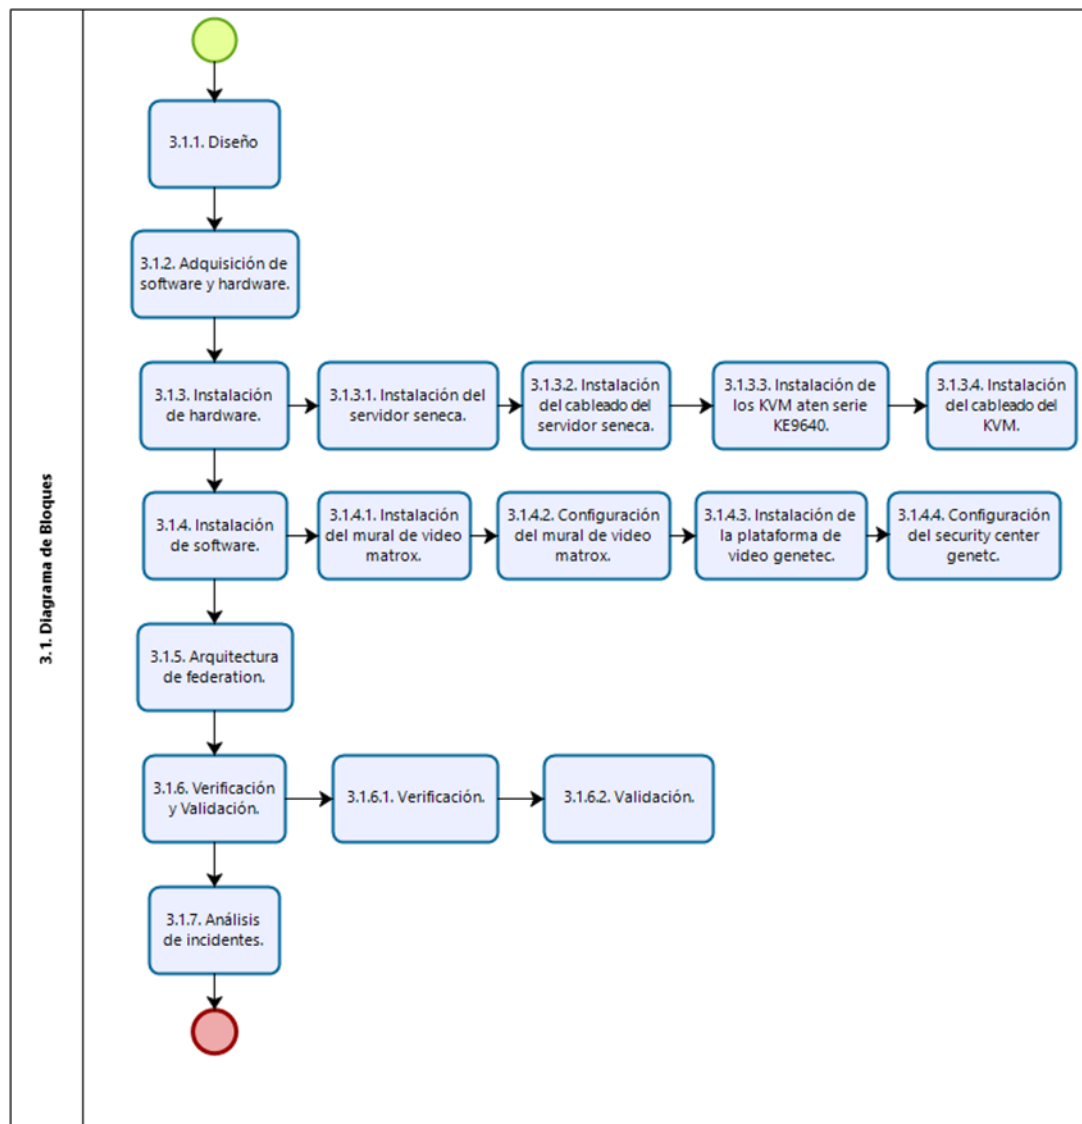 3.1. Diagrama de Bloques
3.1.1. Diseño
3.1.2. Adquisición de
software y hardware.
3.1.3. Instalación
de hardware.
3.1.3.1. Instalación del
servidor seneca.
3.1.3.2. Instalación
del cableado del
servidor seneca.
3.1.3.3. Instalación de
los KVM aten serie
KE9640.
3.1.3.4. Instalación
del cableado del
KVM.
3.1.4. Instalación
de software.
3.1.4.1. Instalación
del mural de video
matrox.
3.1.4.2. Configuración
del mural de video
matrox.
3.1.4.3. Instalación de
la plataforma de
video genetec.
3.1.4.4. Configuración
del security center
genetc.
3.1.5. Arquitectura
de federation.
3.1.6. Verificación
y Validación.
3.1.6.1. Verificación.
3.1.6.2. Validación.
3.1.7. Análisis
de incidentes.